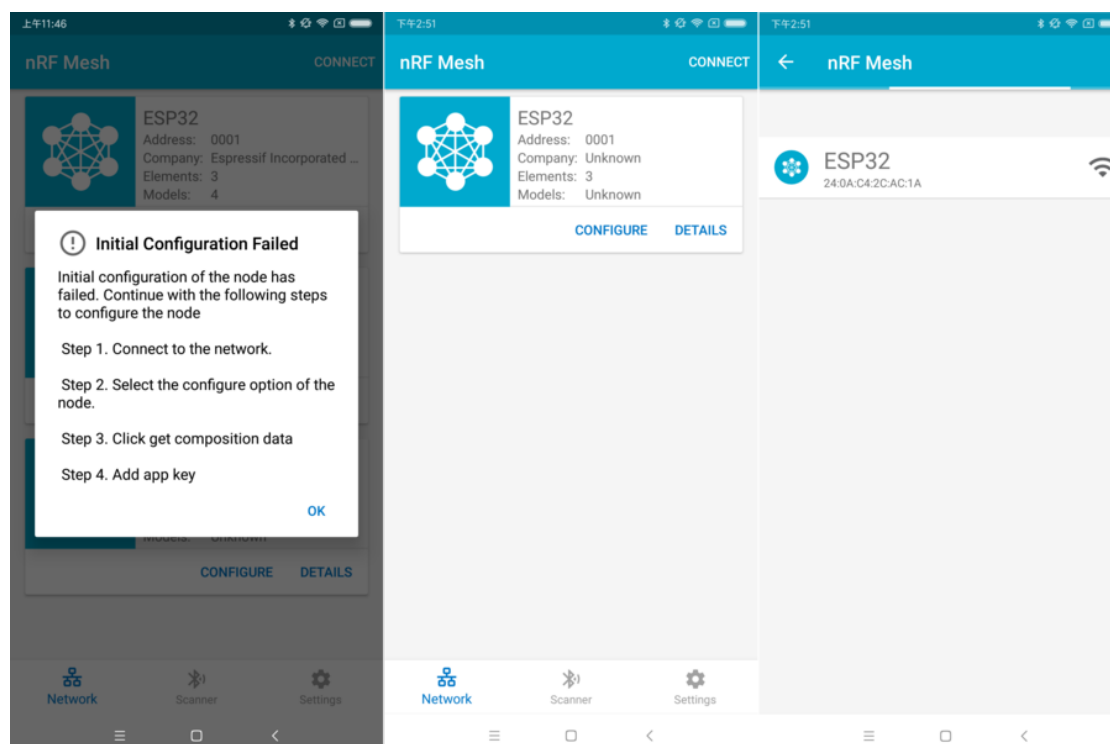 上午11:46
nRF Mesh
CONNECT
ESP32
Address: 0001
Company: Espressif Incorporated ...
Elements: 3
Models: 4
Initial Configuration Failed
Initial configuration of the node has
failed. Continue with the following steps
to configure the node
Step 1. Connect to the network.
Step 2. Select the configure option of the
node.
Step 3. Click get composition data
Step 4. Add app key
OK
Models: Unknown
CONFIGURE DETAILS
Network
Scanner
Settings
下午2:51
nRF Mesh
CONNECT
ESP32
Address: 0001
Company: Unknown
Elements: 3
Models: Unknown
CONFIGURE DETAILS
Network
Scanner
Settings
下午2:51
nRF Mesh
ESP32
24:0A:C4:2C:AC:1A